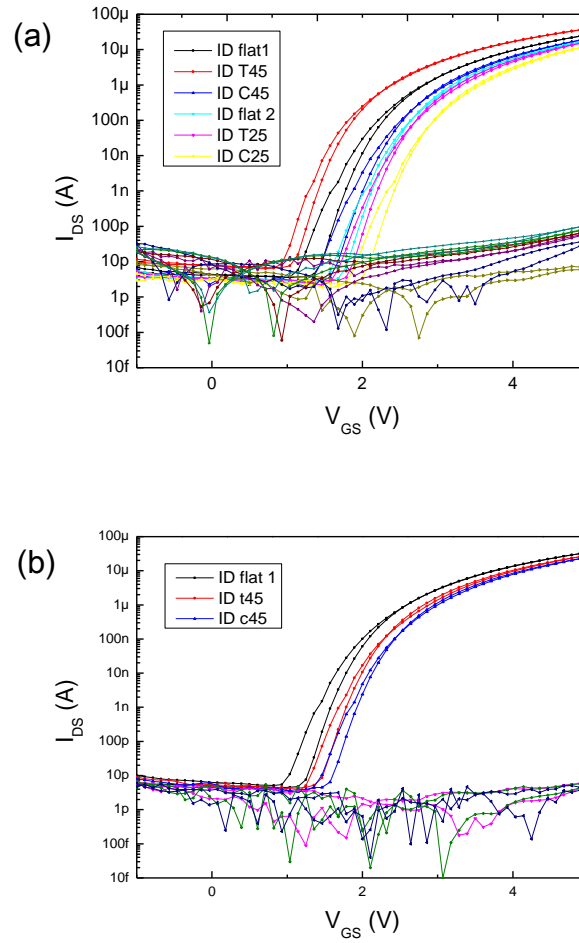 (a)
100µ
10µ
1µ
100n
10n
1n
100p
10p
1p
100f
10f
I_DS (A)
ID flat1
ID T45
ID C45
ID flat 2
ID T25
ID C25
0 2 4
V_GS (V)
(b)
100µ
10µ
1µ
100n
10n
1n
100p
10p
1p
100f
10f
I_DS (A)
ID flat 1
ID t45
ID c45
0 2 4
V_GS (V)